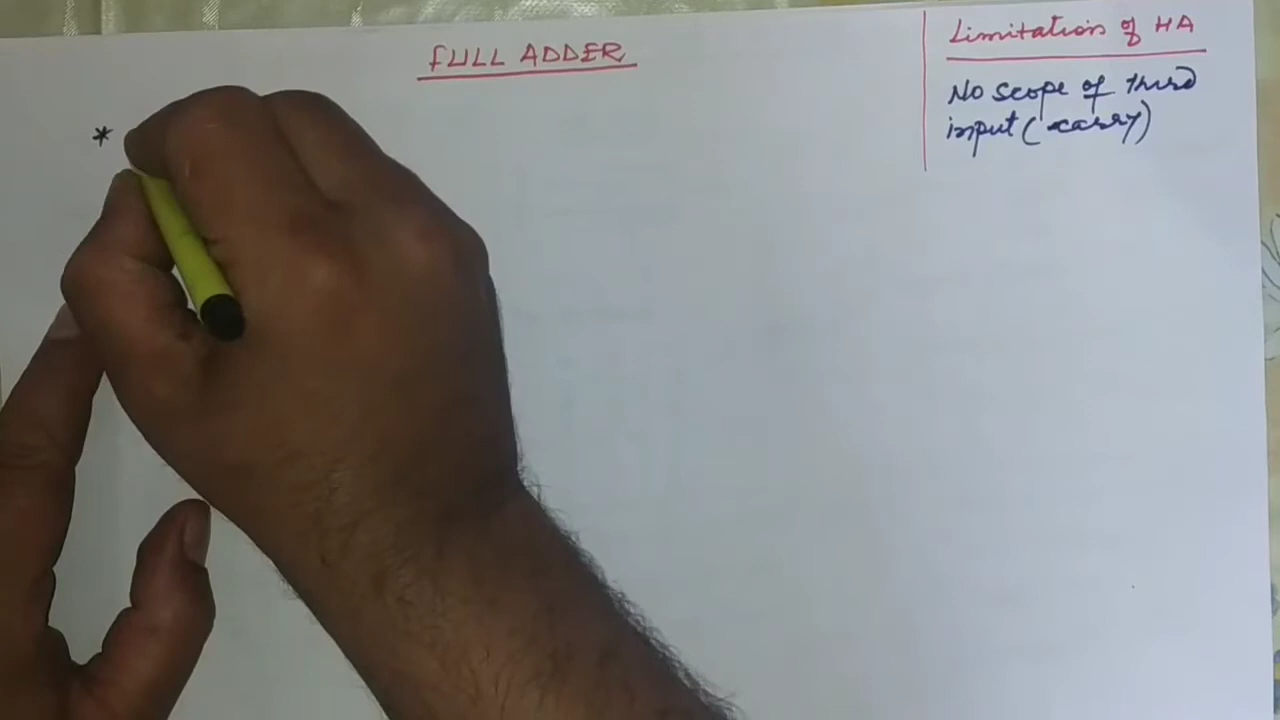 FULL ADDER
Limitation of HA
No scope of third
input (carry)
*